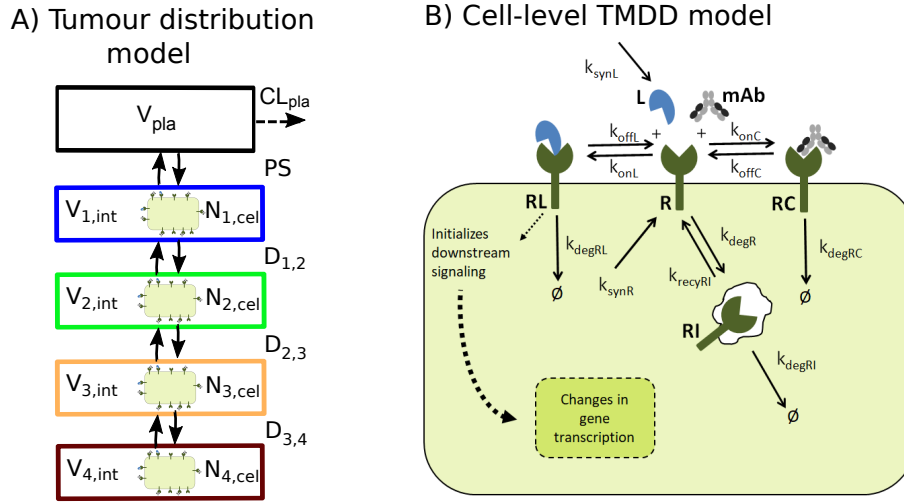 A) Tumour distribution
model
V_pla
CL_pla
PS
V_1,int
N_1,cel
D_1,2
V_2,int
N_2,cel
D_2,3
V_3,int
N_3,cel
D_3,4
V_4,int
N_4,cel
B) Cell-level TMDD model
k_synL
L
mAb
k_offL
+
+
k_onC
k_onL
k_offC
RL
R
RC
Initializes
downstream
signaling
k_degRL
k_synR
k_degR
k_recyRI
k_degRC
Ø
Ø
RI
k_degRI
Ø
Changes in
gene
transcription